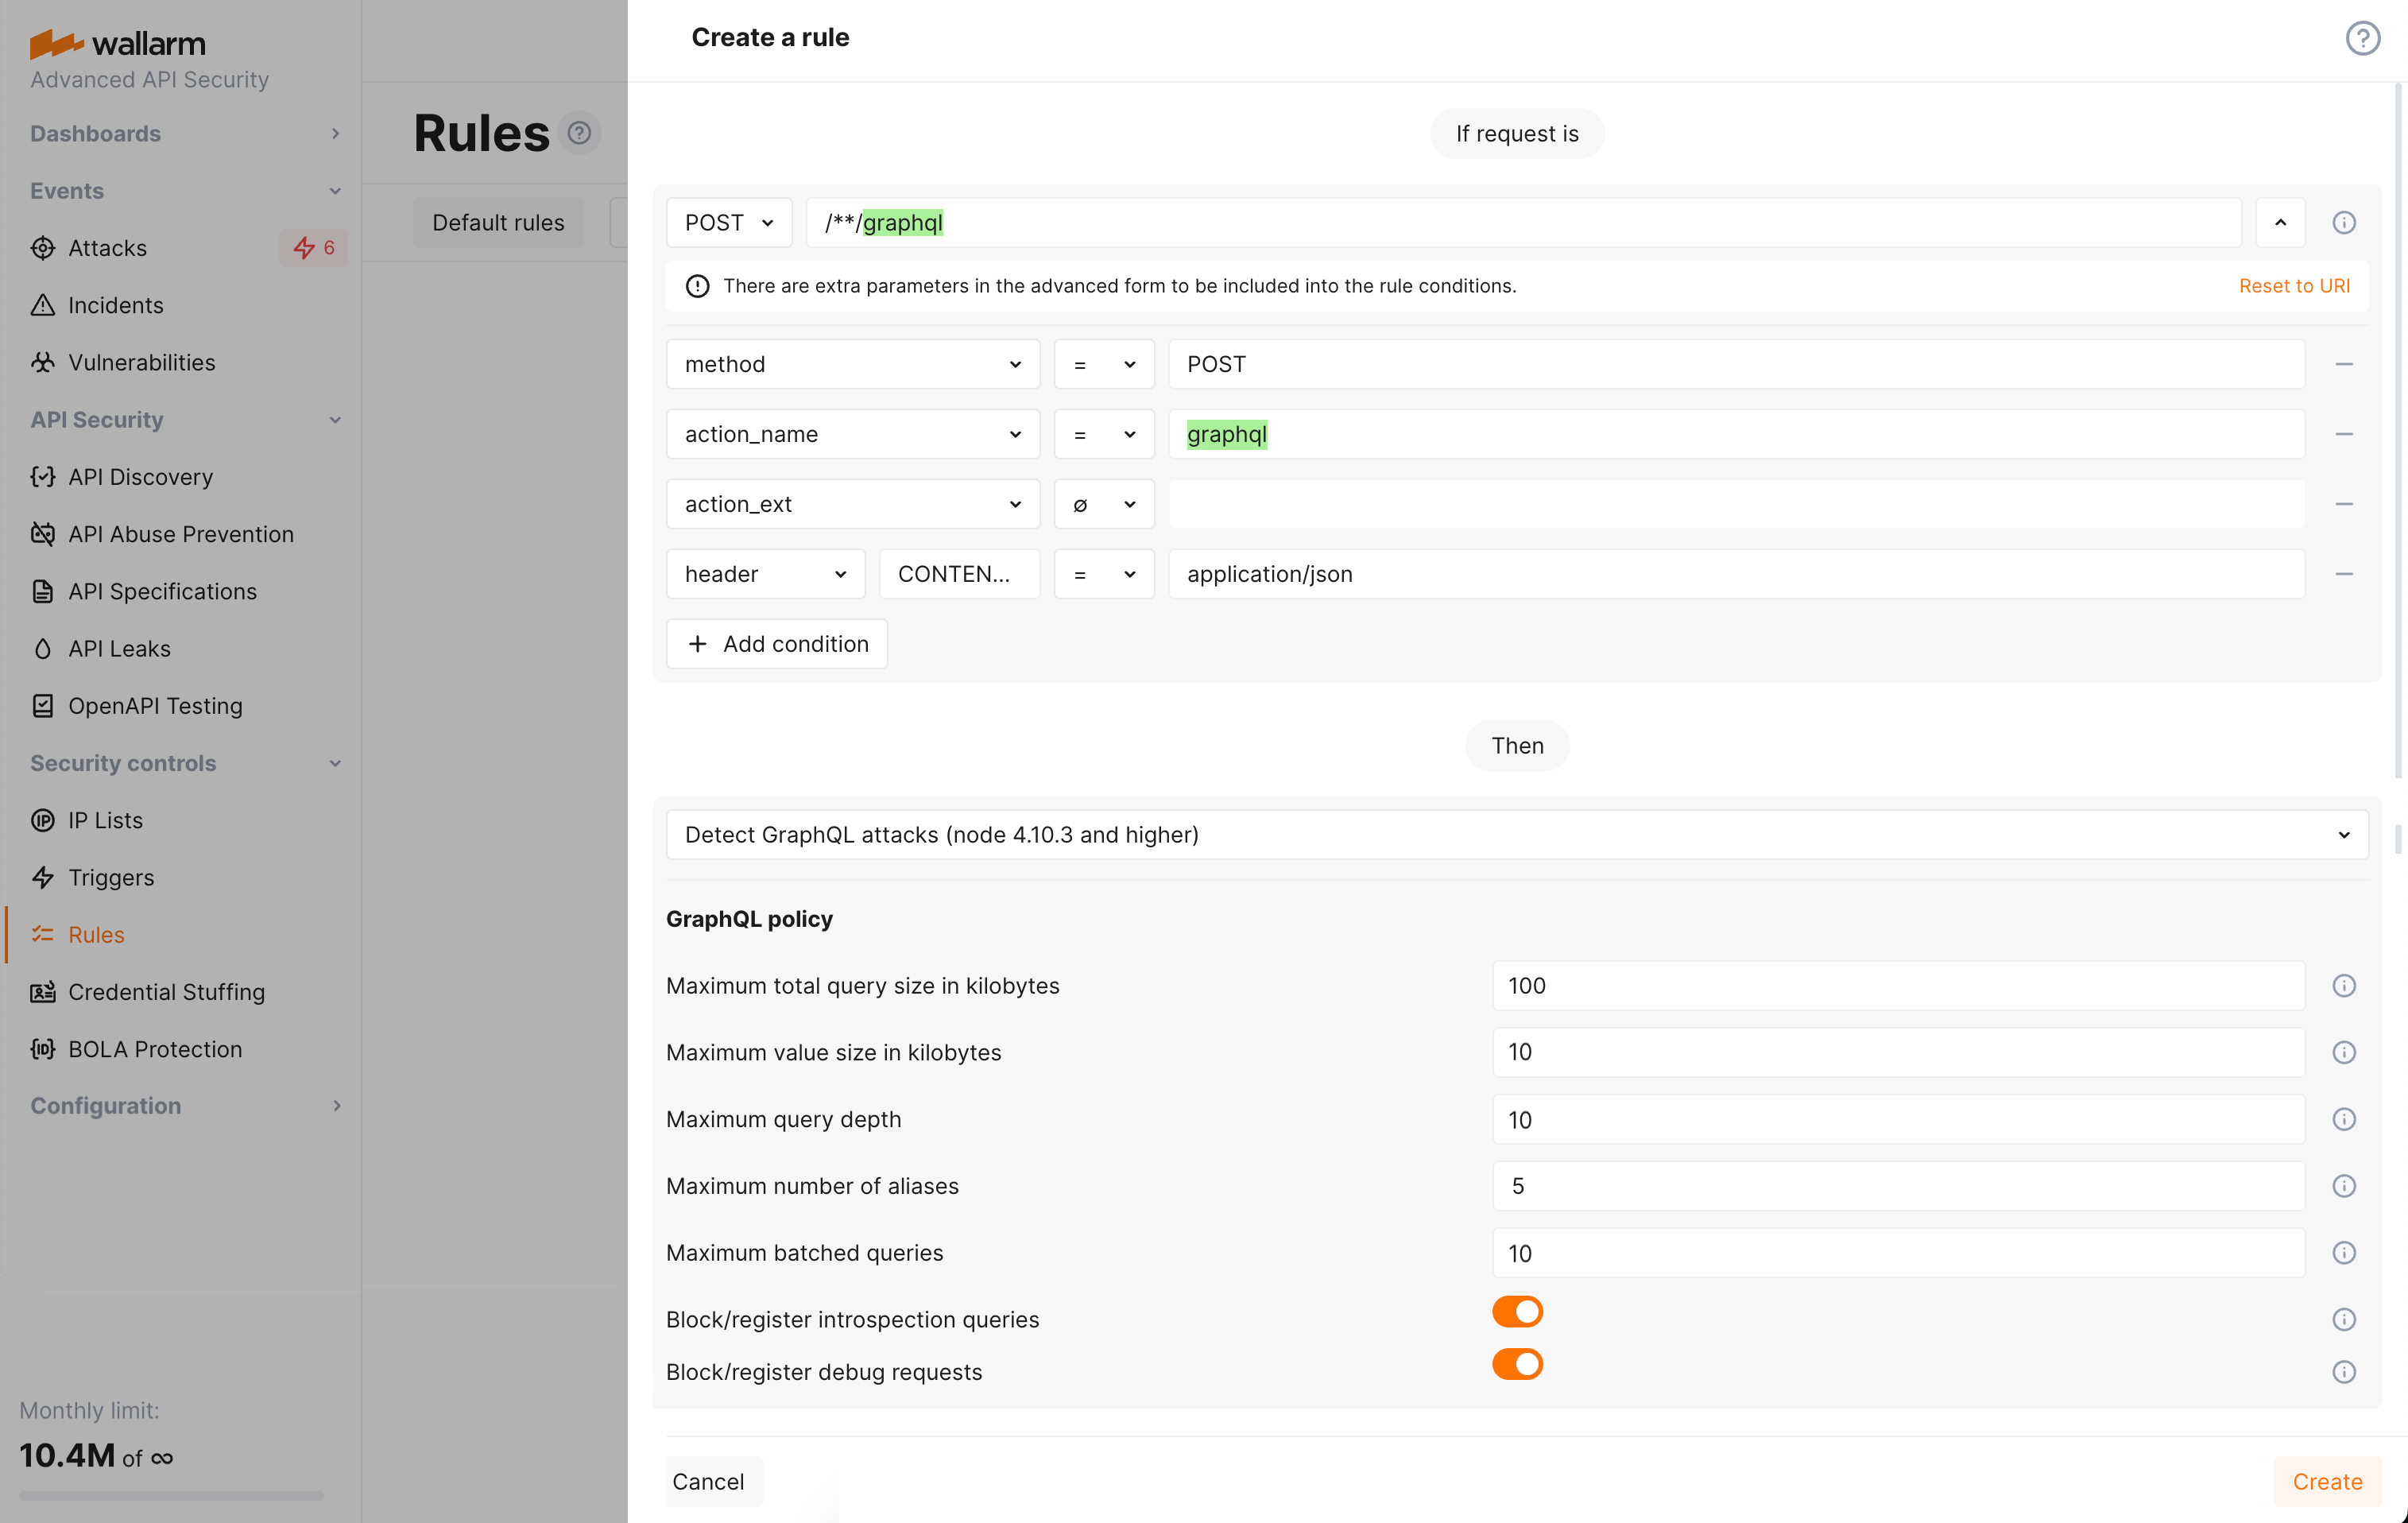 wallarm
Advanced API Security
Dashboards
Events
Attacks 6
Incidents
Vulnerabilities
API Security
API Discovery
API Abuse Prevention
API Specifications
API Leaks
OpenAPI Testing
Security controls
IP Lists
Triggers
Rules
Credential Stuffing
BOLA Protection
Configuration
Monthly limit:
10.4M of ∞
Rules
Default rules
Create a rule
If request is
POST /**/graphql
There are extra parameters in the advanced form to be included into the rule conditions. Reset to URI
method = POST
action_name = graphql
action_ext ∅
header CONTEN... = application/json
+ Add condition
Then
Detect GraphQL attacks (node 4.10.3 and higher)
GraphQL policy
Maximum total query size in kilobytes 100
Maximum value size in kilobytes 10
Maximum query depth 10
Maximum number of aliases 5
Maximum batched queries 10
Block/register introspection queries
Block/register debug requests
Cancel Create